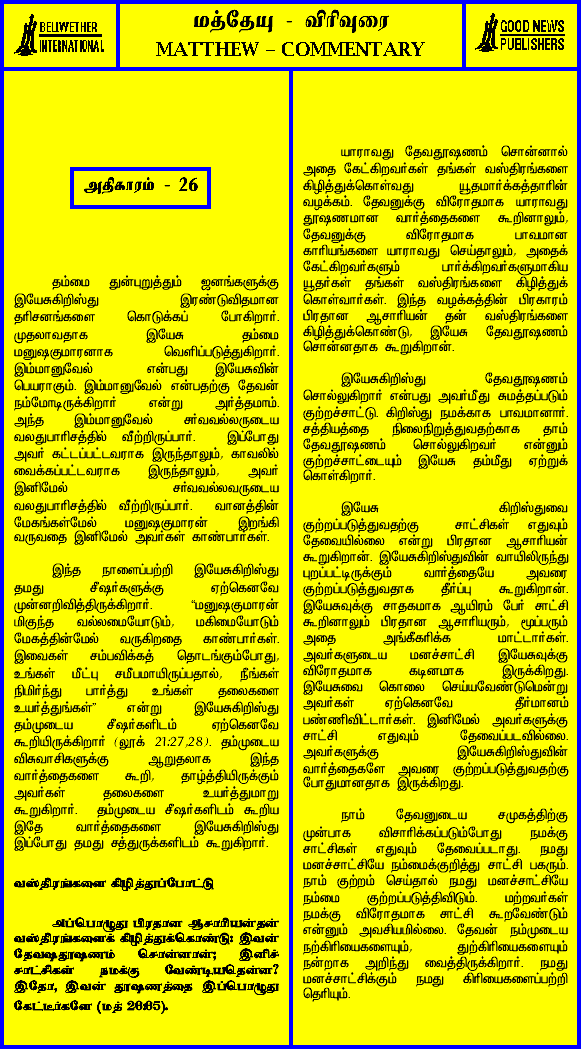 BELIWETHER
INTERNATIONAL
மத்தேயு - விரிவுரை
MATTHEW – COMMENTARY
GOOD NEWS
PUBLISHERS
அதிகாரம் - 26
தம்மை துன்புறுத்தும் ஜனங்களுக்கு
இயேசுகிறிஸ்து இரண்டுவிதமான
தரிசனங்களை கொடுக்கப் போகிறார்.
முதலாவதாக இயேசு தம்மை
மனுஷகுமாரனாக வெளிப்படுத்துகிறார்.
இம்மானுவேல் என்பது இயேசுவின்
பெயராகும். இம்மானுவேல் என்பதற்கு தேவன்
நம்மோடிருக்கிறார் என்று அர்த்தமாம்.
அந்த இம்மானுவேல் சர்வவல்லருடைய
வலதுபாரிசத்தில் வீற்றிருப்பார். இப்போது
அவர் கட்டப்பட்டவராக இருந்தாலும், காவலில்
வைக்கப்பட்டவராக இருந்தாலும், அவர்
இனிமேல் சர்வவல்லவருடைய
வலதுபாரிசத்தில் வீற்றிருப்பார். வானத்தின்
மேகங்கள்மேல் மனுஷகுமாரன் இறங்கி
வருவதை இனிமேல் அவர்கள் காண்பார்கள்.
இந்த நாளைப்பற்றி இயேசுகிறிஸ்து
தமது சீஷர்களுக்கு ஏற்கெனவே
முன்னறிவித்திருக்கிறார். “மனுஷகுமாரன்
மிகுந்த வல்லமையோடும், மகிமையோடும்
மேகத்தின்மேல் வருகிறதை காண்பார்கள்.
இவைகள் சம்பவிக்கத் தொடங்கும்போது,
உங்கள் மீட்பு சமீபமாயிருப்பதால், நீங்கள்
நிமிர்ந்து பார்த்து உங்கள் தலைகளை
உயர்த்துங்கள்” என்று இயேசுகிறிஸ்து
தம்முடைய சீஷர்களிடம் ஏற்கெனவே
கூறியிருக்கிறார் (லூக் 21:27,28). தம்முடைய
விசுவாசிகளுக்கு ஆறுதலாக இந்த
வார்த்தைகளை கூறி, தாழ்த்தியிருக்கும்
அவர்கள் தலைகளை உயர்த்துமாறு
கூறுகிறார். தம்முடைய சீஷர்களிடம் கூறிய
இதே வார்த்தைகளை இயேசுகிறிஸ்து
இப்போது தமது சத்துருக்களிடம் கூறுகிறார்.
வஸ்திரங்களை கிழித்துப்போட்டு
அப்பொழுது பிரதான ஆசாரியன்தன்
வஸ்திரங்களைக் கிழித்துக்கொண்டு: இவன்
தேவஷதூஷணம் சொன்னான்; இனிச்
சாட்சிகள் நமக்கு வேண்டியதென்ன?
இதோ, இவன் தூஷணத்தை இப்பொழுது
கேட்டீர்களே (மத் 26:65).
யாராவது தேவதூஷணம் சொன்னால்
அதை கேட்கிறவர்கள் தங்கள் வஸ்திரங்களை
கிழித்துக்கொள்வது யூதமார்க்கத்தாரின்
வழக்கம். தேவனுக்கு விரோதமாக யாராவது
தூஷணமான வார்த்தைகளை கூறினாலும்,
தேவனுக்கு விரோதமாக பாவமான
காரியங்களை யாராவது செய்தாலும், அதைக்
கேட்கிறவர்களும் பார்க்கிறவர்களுமாகிய
யூதர்கள் தங்கள் வஸ்திரங்களை கிழித்துக்
கொள்வார்கள். இந்த வழக்கத்தின் பிரகாரம்
பிரதான ஆசாரியன் தன் வஸ்திரங்களை
கிழித்துக்கொண்டு, இயேசு தேவதூஷணம்
சொன்னதாக கூறுகிறான்.
இயேசுகிறிஸ்து தேவதூஷணம்
சொல்லுகிறார் என்பது அவர்மீது சுமத்தப்படும்
குற்றச்சாட்டு. கிறிஸ்து நமக்காக பாவமானார்.
சத்தியத்தை நிலைநிறுத்துவதற்காக தாம்
தேவதூஷணம் சொல்லுகிறவர் என்னும்
குற்றச்சாட்டையும் இயேசு தம்மீது ஏற்றுக்
கொள்கிறார்.
இயேசு கிறிஸ்துவை
குற்றப்படுத்துவதற்கு சாட்சிகள் எதுவும்
தேவையில்லை என்று பிரதான ஆசாரியன்
கூறுகிறான். இயேசுகிறிஸ்துவின் வாயிலிருந்து
புறப்பட்டிருக்கும் வார்த்தையே அவரை
குற்றப்படுத்துவதாக தீர்ப்பு கூறுகிறான்.
இயேசுவுக்கு சாதகமாக ஆயிரம் பேர் சாட்சி
கூறினாலும் பிரதான ஆசாரியரும், மூப்பரும்
அதை அங்கீகரிக்க மாட்டார்கள்.
அவர்களுடைய மனச்சாட்சி இயேசுவுக்கு
விரோதமாக கடினமாக இருக்கிறது.
இயேசுவை கொலை செய்யவேண்டுமென்று
அவர்கள் ஏற்கெனவே தீர்மானம்
பண்ணிவிட்டார்கள். இனிமேல் அவர்களுக்கு
சாட்சி எதுவும் தேவைப்படவில்லை.
அவர்களுக்கு இயேசுகிறிஸ்துவின்
வார்த்தைகளே அவரை குற்றப்படுத்துவதற்கு
போதுமானதாக இருக்கிறது.
நாம் தேவனுடைய சமுகத்திற்கு
முன்பாக விசாரிக்கப்படும்போது நமக்கு
சாட்சிகள் எதுவும் தேவைப்படாது. நமது
மனச்சாட்சியே நம்மைக்குறித்து சாட்சி பகரும்.
நாம் குற்றம் செய்தால் நமது மனச்சாட்சியே
நம்மை குற்றப்படுத்திவிடும். மற்றவர்கள்
நமக்கு விரோதமாக சாட்சி கூறவேண்டும்
என்னும் அவசியமில்லை. தேவன் நம்முடைய
நற்கிரியைகளையும், துற்கிரியைகளையும்
நன்றாக அறிந்து வைத்திருக்கிறார். நமது
மனச்சாட்சிக்கும் நமது கிரியைகளைப்பற்றி
தெரியும்.